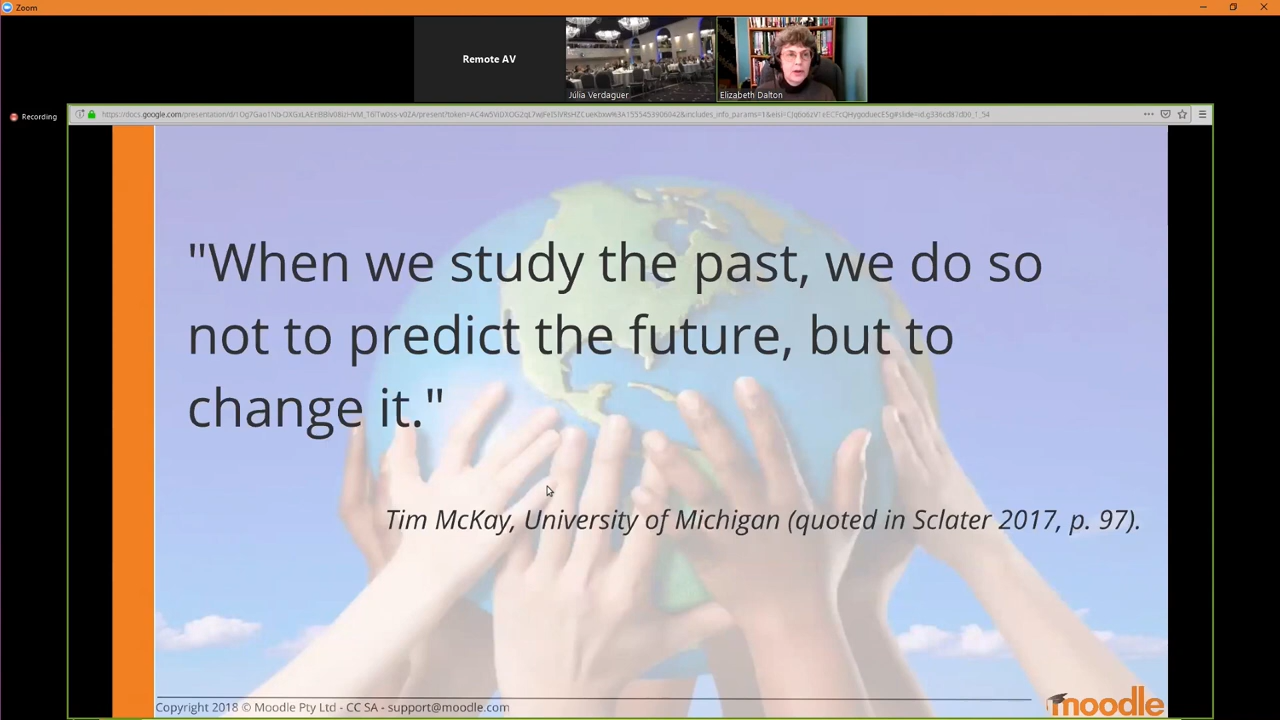 Zoom
Remote AV
Júlia Verdaguer
Elizabeth Dalton
Recording
"When we study the past, we do so
not to predict the future, but to
change it."
Tim McKay, University of Michigan (quoted in Sclater 2017, p. 97).
Copyright 2018 © Moodle Pty Ltd - CC SA - support@moodle.com
moodle